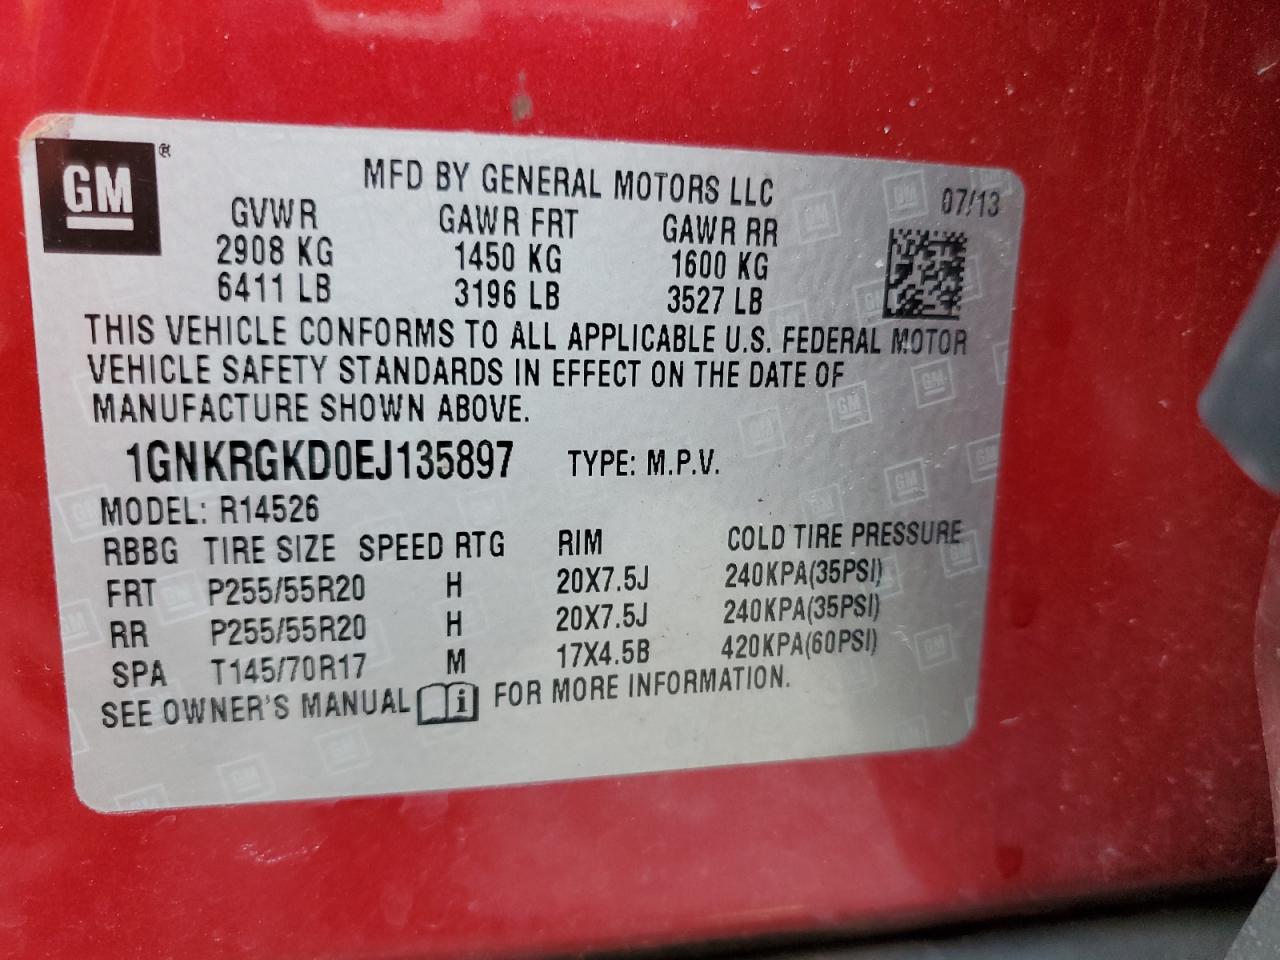 GM ®
MFD BY GENERAL MOTORS LLC 07/13
GVWR GAWR FRT GAWR RR
2908 KG 1450 KG 1600 KG
6411 LB 3196 LB 3527 LB
THIS VEHICLE CONFORMS TO ALL APPLICABLE U.S. FEDERAL MOTOR
VEHICLE SAFETY STANDARDS IN EFFECT ON THE DATE OF
MANUFACTURE SHOWN ABOVE.
1GNKRGKD0EJ135897 TYPE: M.P.V.
MODEL: R14526
RBBG TIRE SIZE SPEED RTG RIM COLD TIRE PRESSURE
FRT P255/55R20 H 20X7.5J 240KPA(35PSI)
RR P255/55R20 H 20X7.5J 240KPA(35PSI)
SPA T145/70R17 M 17X4.5B 420KPA(60PSI)
SEE OWNER'S MANUAL i FOR MORE INFORMATION.